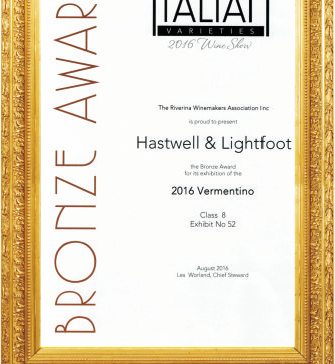 BRONZE AWAR
ITALIAN
VARIETIES
2016 Wine Show
The Riverina Winemakers Association Iinc
is proud to present
Hastwell & Lightfoot
the Bronze Award
for its exhibition of the
2016 Vermentino
Class 8
Exhibit No 52
August 2016
Les Worland, Chief Steward